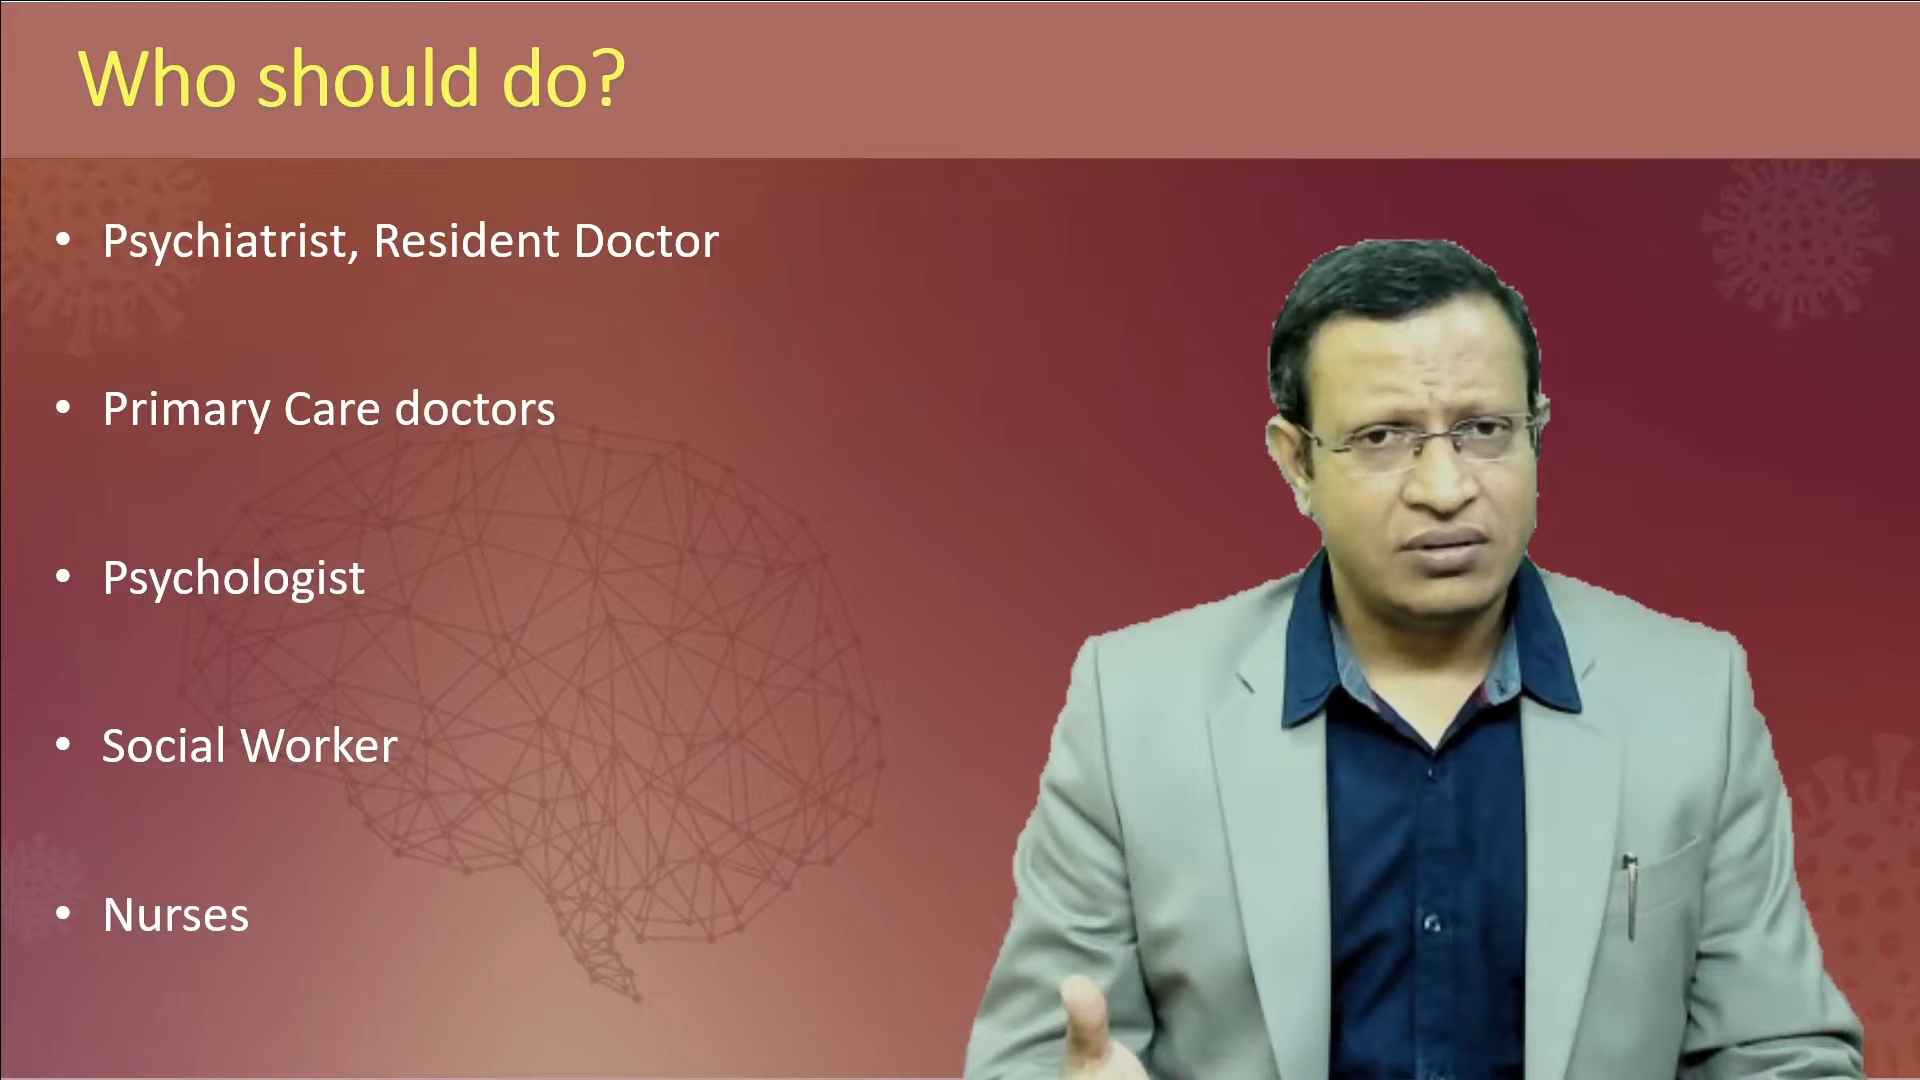 Who should do?
• Psychiatrist, Resident Doctor
• Primary Care doctors
• Psychologist
• Social Worker
• Nurses